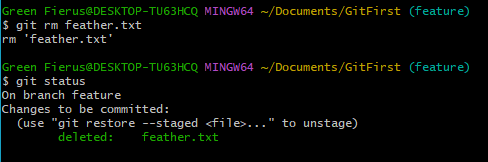 Green Fierus@DESKTOP-TU63HCQ MINGW64 ~/Documents/GitFirst (feature)
$ git rm feather.txt
rm 'feather.txt'
Green Fierus@DESKTOP-TU63HCQ MINGW64 ~/Documents/GitFirst (feature)
$ git status
On branch feature
Changes to be committed:
  (use "git restore --staged <file>..." to unstage)
        deleted:    feather.txt